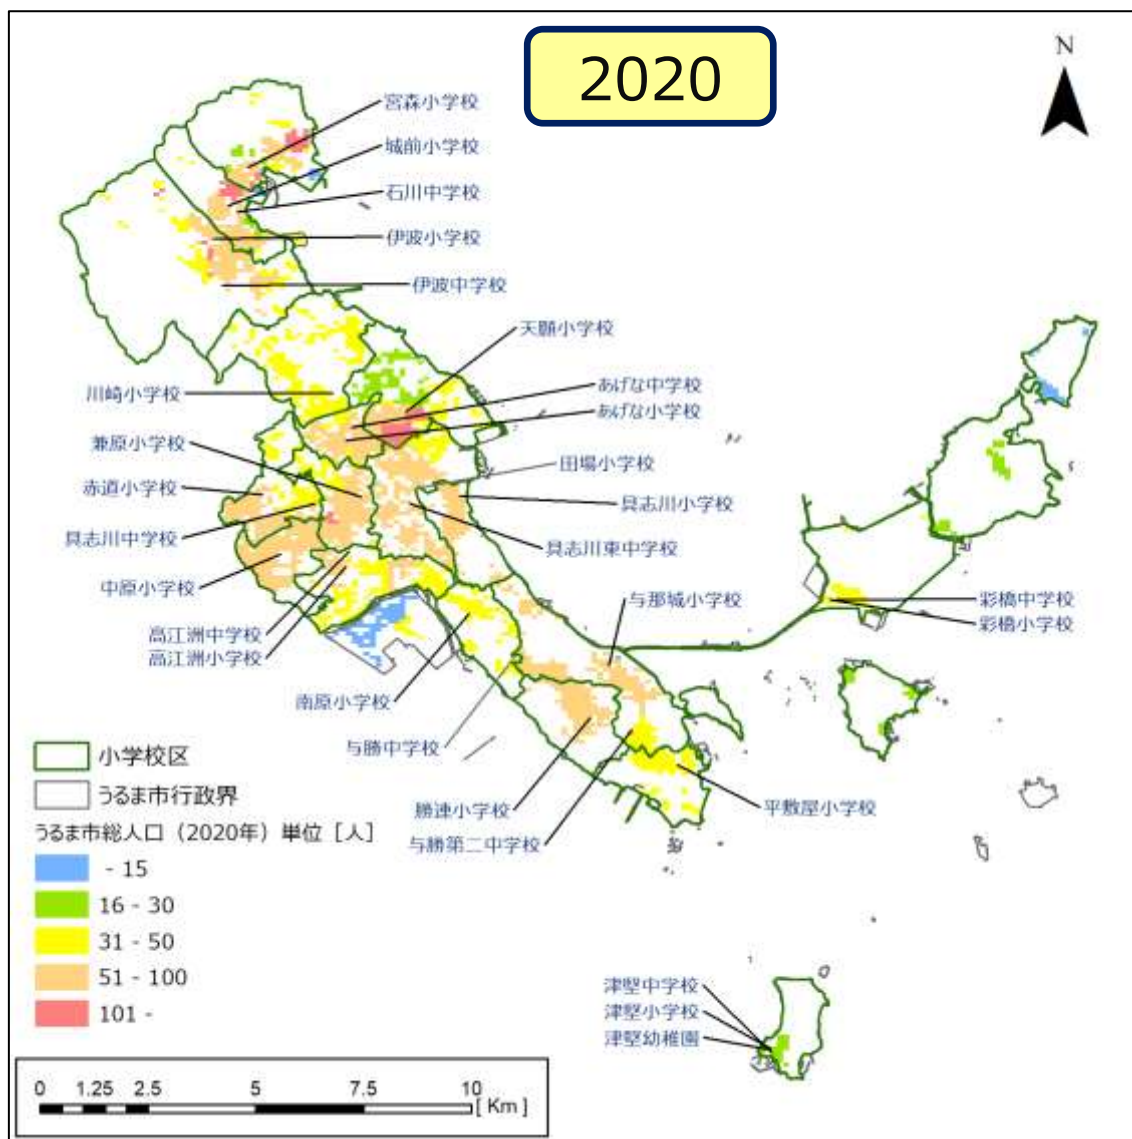 2020
N
宮森小学校
城前小学校
石川中学校
伊波小学校
伊波中学校
天願小学校
あげな中学校
川崎小学校
あげな小学校
兼原小学校
田場小学校
赤道小学校
具志川小学校
具志川中学校
具志川東中学校
中原小学校
与那城小学校
彩橋中学校
彩橋小学校
高江洲中学校
高江洲小学校
南原小学校
与勝中学校
小学校区
うるま市行政界
勝連小学校
平敷屋小学校
うるま市総人口（2020年）単位［人］
与勝第二中学校
- 15
16 - 30
31 - 50
51 - 100
101 -
津堅中学校
津堅小学校
津堅幼稚園
0 1.25 2.5 5 7.5 10
[ Km ]